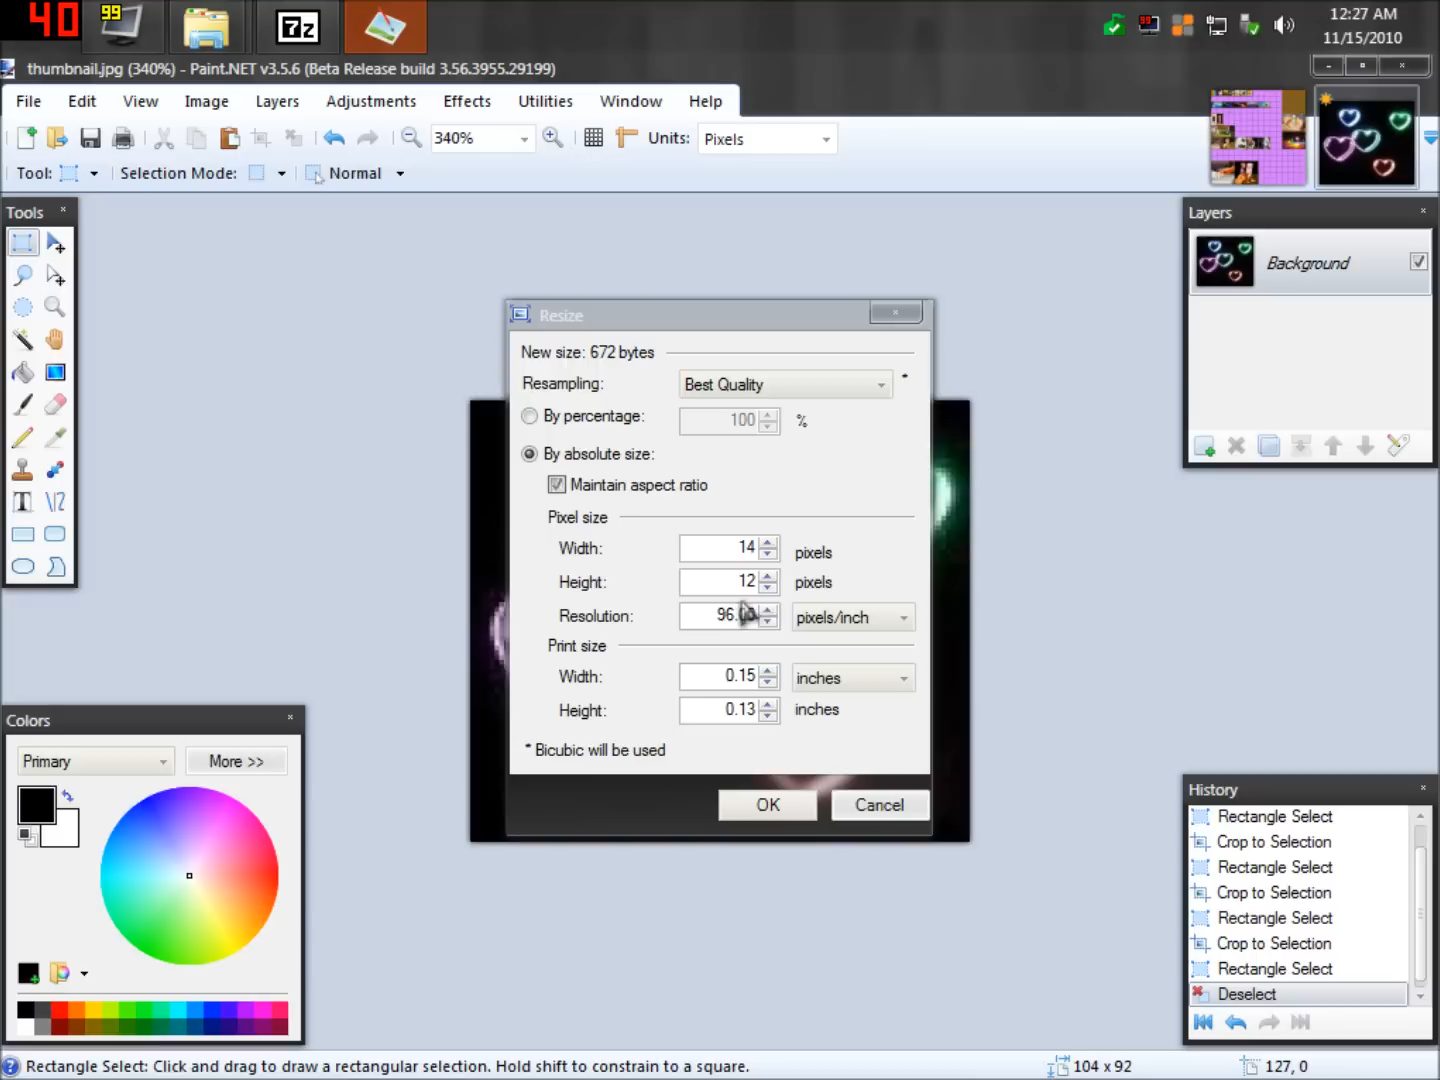 40
99
7z
99
12:27 AM
11/15/2010
thumbnail.jpg (340%) - Paint.NET v3.5.6 (Beta Release build 3.56.3955.29199)
File Edit View Image Layers Adjustments Effects Utilities Window Help
340% Units: Pixels
Tool: Selection Mode: Normal
Tools
Layers
Background
Resize
New size: 672 bytes
Resampling: Best Quality *
By percentage: 100 %
By absolute size:
Maintain aspect ratio
Pixel size
Width: 14 pixels
Height: 12 pixels
Resolution: 96.00 pixels/inch
Print size
Width: 0.15 inches
Height: 0.13 inches
* Bicubic will be used
OK Cancel
Colors
Primary More >>
History
Rectangle Select
Crop to Selection
Rectangle Select
Crop to Selection
Rectangle Select
Crop to Selection
Rectangle Select
Deselect
Rectangle Select: Click and drag to draw a rectangular selection. Hold shift to constrain to a square.
104 x 92
127, 0